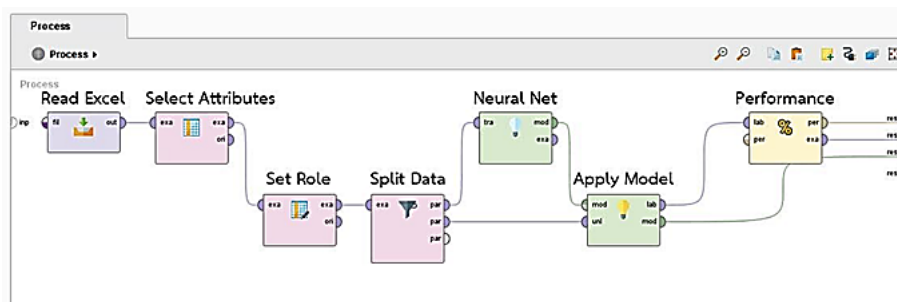 Process
Process
Process
Read Excel
Select Attributes
Neural Net
Performance
inp
fil
out
exa
exa
ori
tra
mod
exa
lab
per
per
exa
res
res
res
res
Set Role
Split Data
Apply Model
exa
exa
ori
exa
par
par
par
mod
unl
lab
mod